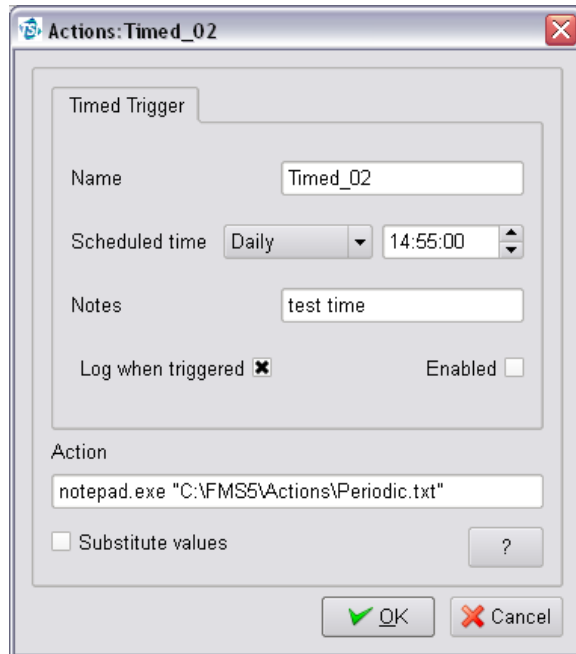 TSI Actions: Timed_02
Timed Trigger
Name Timed_02
Scheduled time Daily 14:55:00
Notes test time
Log when triggered Enabled
Action
notepad.exe "C:\FMS5\Actions\Periodic.txt"
Substitute values ?
OK Cancel